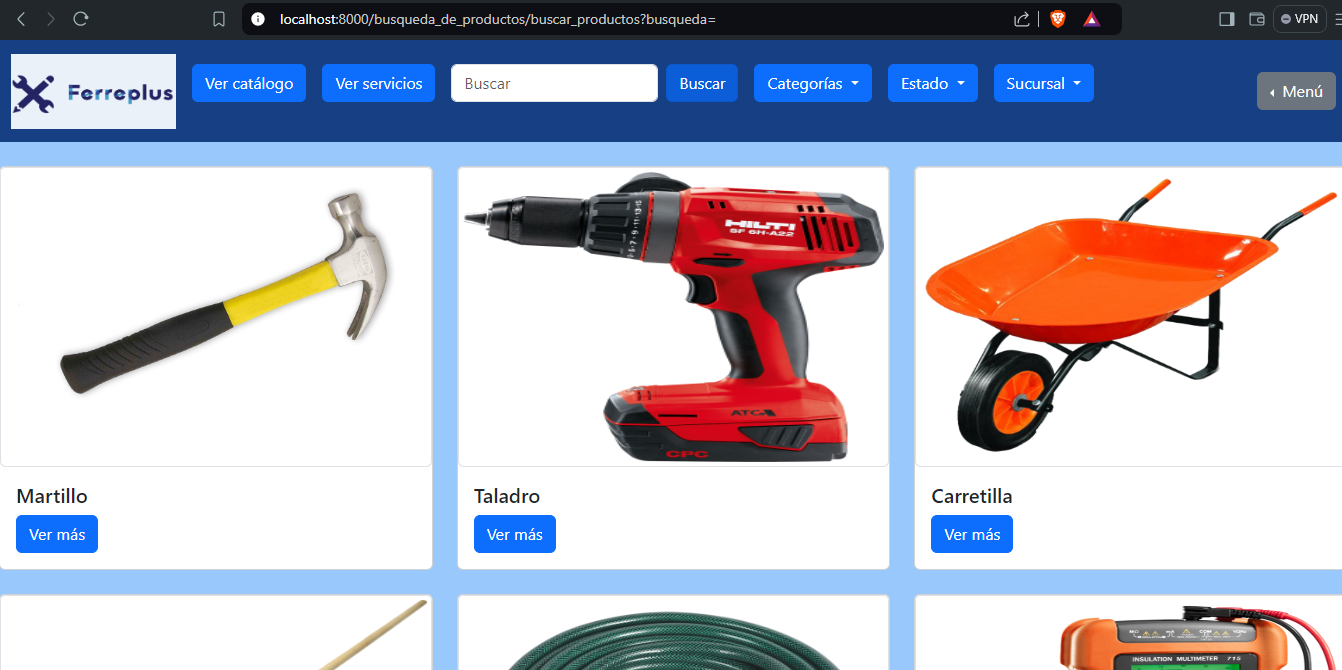 localhost:8000/busqueda_de_productos/buscar_productos?busqueda=
VPN
Ferreplus
Ver catálogo
Ver servicios
Buscar
Buscar
Categorías
Estado
Sucursal
Menú
HILTI
SF 6H-A22
ATC
CPC
Martillo
Taladro
Carretilla
Ver más
Ver más
Ver más
INSULATION MULTIMETER 715